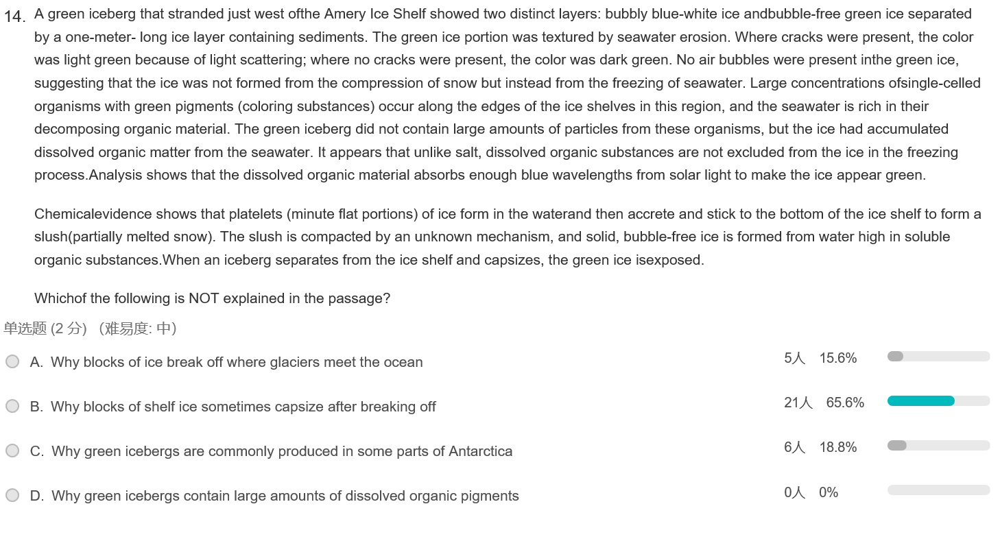 14. A green iceberg that stranded just west ofthe Amery Ice Shelf showed two distinct layers: bubbly blue-white ice andbubble-free green ice separated
by a one-meter- long ice layer containing sediments. The green ice portion was textured by seawater erosion. Where cracks were present, the color
was light green because of light scattering; where no cracks were present, the color was dark green. No air bubbles were present inthe green ice,
suggesting that the ice was not formed from the compression of snow but instead from the freezing of seawater. Large concentrations ofsingle-celled
organisms with green pigments (coloring substances) occur along the edges of the ice shelves in this region, and the seawater is rich in their
decomposing organic material. The green iceberg did not contain large amounts of particles from these organisms, but the ice had accumulated
dissolved organic matter from the seawater. It appears that unlike salt, dissolved organic substances are not excluded from the ice in the freezing
process.Analysis shows that the dissolved organic material absorbs enough blue wavelengths from solar light to make the ice appear green.
Chemicalevidence shows that platelets (minute flat portions) of ice form in the waterand then accrete and stick to the bottom of the ice shelf to form a
slush(partially melted snow). The slush is compacted by an unknown mechanism, and solid, bubble-free ice is formed from water high in soluble
organic substances.When an iceberg separates from the ice shelf and capsizes, the green ice isexposed.
Whichof the following is NOT explained in the passage?
单选题 (2 分) (难易度: 中)
A. Why blocks of ice break off where glaciers meet the ocean 5人 15.6%
B. Why blocks of shelf ice sometimes capsize after breaking off 21人 65.6%
C. Why green icebergs are commonly produced in some parts of Antarctica 6人 18.8%
D. Why green icebergs contain large amounts of dissolved organic pigments 0人 0%